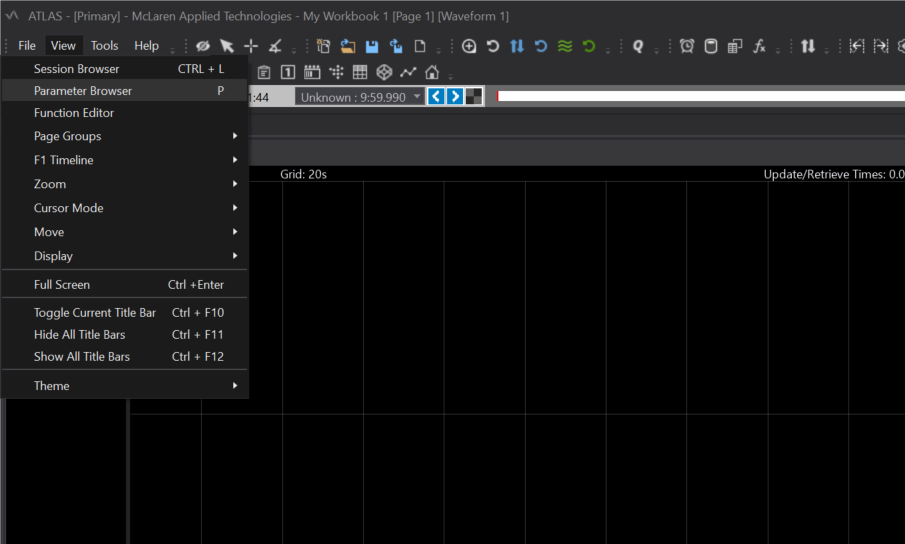 ATLAS - [Primary] - McLaren Applied Technologies - My Workbook 1 [Page 1] [Waveform 1]
File View Tools Help
Session Browser CTRL + L
Parameter Browser P
:44 Unknown : 9:59.990
Function Editor
Page Groups
F1 Timeline
Grid: 20s Update/Retrieve Times: 0.0
Zoom
Cursor Mode
Move
Display
Full Screen Ctrl +Enter
Toggle Current Title Bar Ctrl + F10
Hide All Title Bars Ctrl + F11
Show All Title Bars Ctrl + F12
Theme